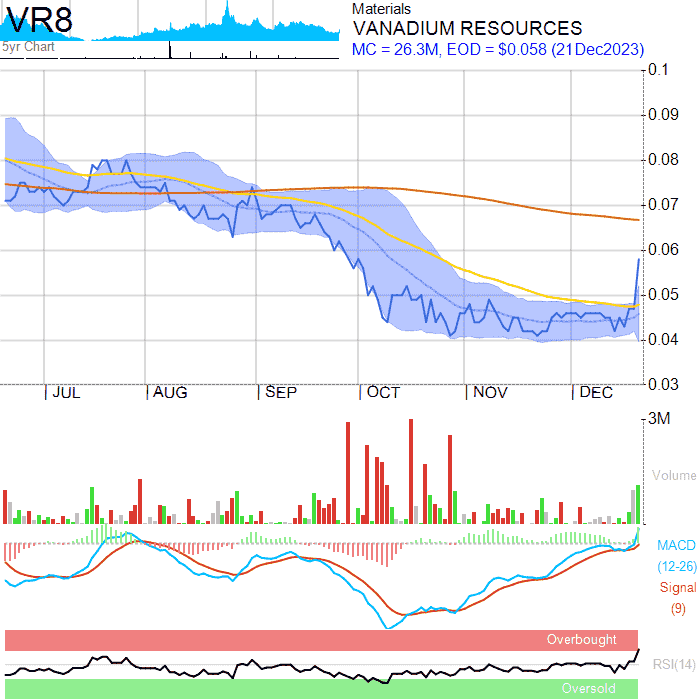 VR8
5yr Chart
Materials
VANADIUM RESOURCES
MC = 26.3M, EOD = $0.058 (21Dec2023)
0.1
0.09
0.08
0.07
0.06
0.05
0.04
0.03
JUL AUG SEP OCT NOV DEC
3M
Volume
MACD
(12-26)
Signal
(9)
Overbought
RSI(14)
Oversold